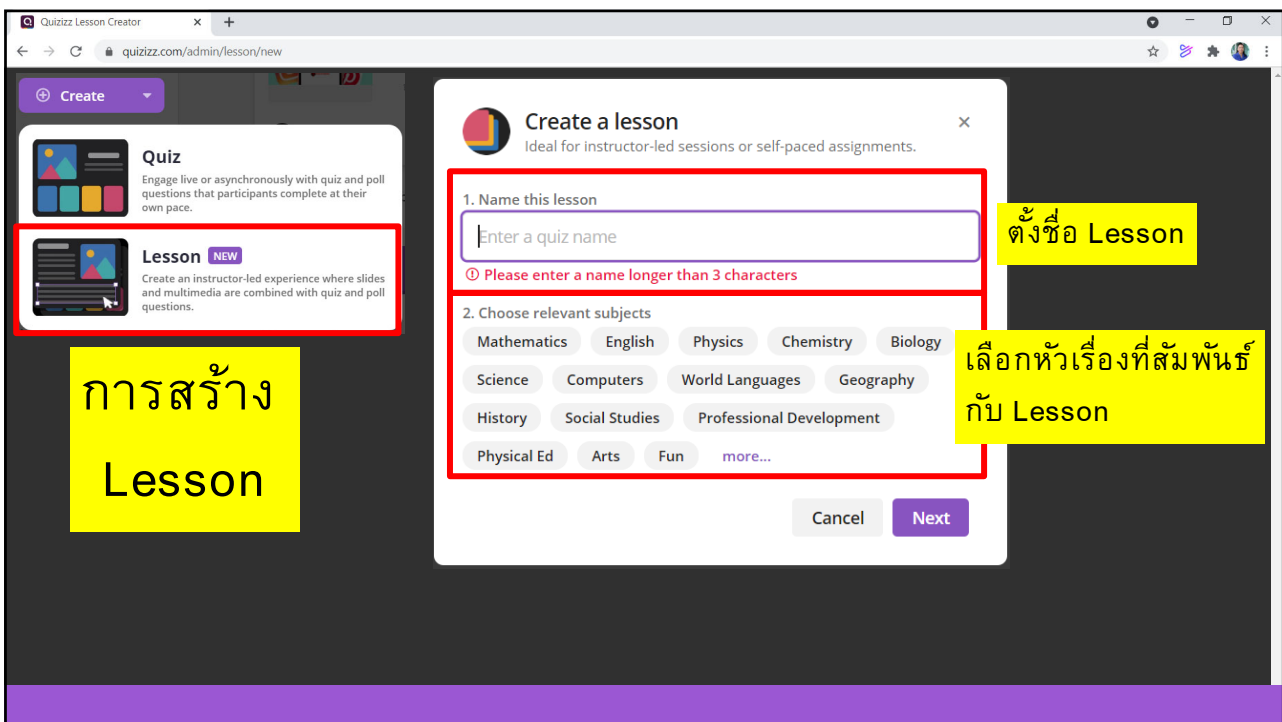 Quizizz Lesson Creator
quizizz.com/admin/lesson/new
Create
Quiz
Engage live or asynchronously with quiz and poll
questions that participants complete at their
own pace.
Lesson NEW
Create an instructor-led experience where slides
and multimedia are combined with quiz and poll
questions.
การสร้าง
Lesson
Create a lesson
Ideal for instructor-led sessions or self-paced assignments.
1. Name this lesson
Enter a quiz name
Please enter a name longer than 3 characters
ตั้งชื่อ Lesson
2. Choose relevant subjects
Mathematics English Physics Chemistry Biology
Science Computers World Languages Geography
History Social Studies Professional Development
Physical Ed Arts Fun more...
เลือกหัวเรื่องที่สัมพันธ์
กับ Lesson
Cancel Next